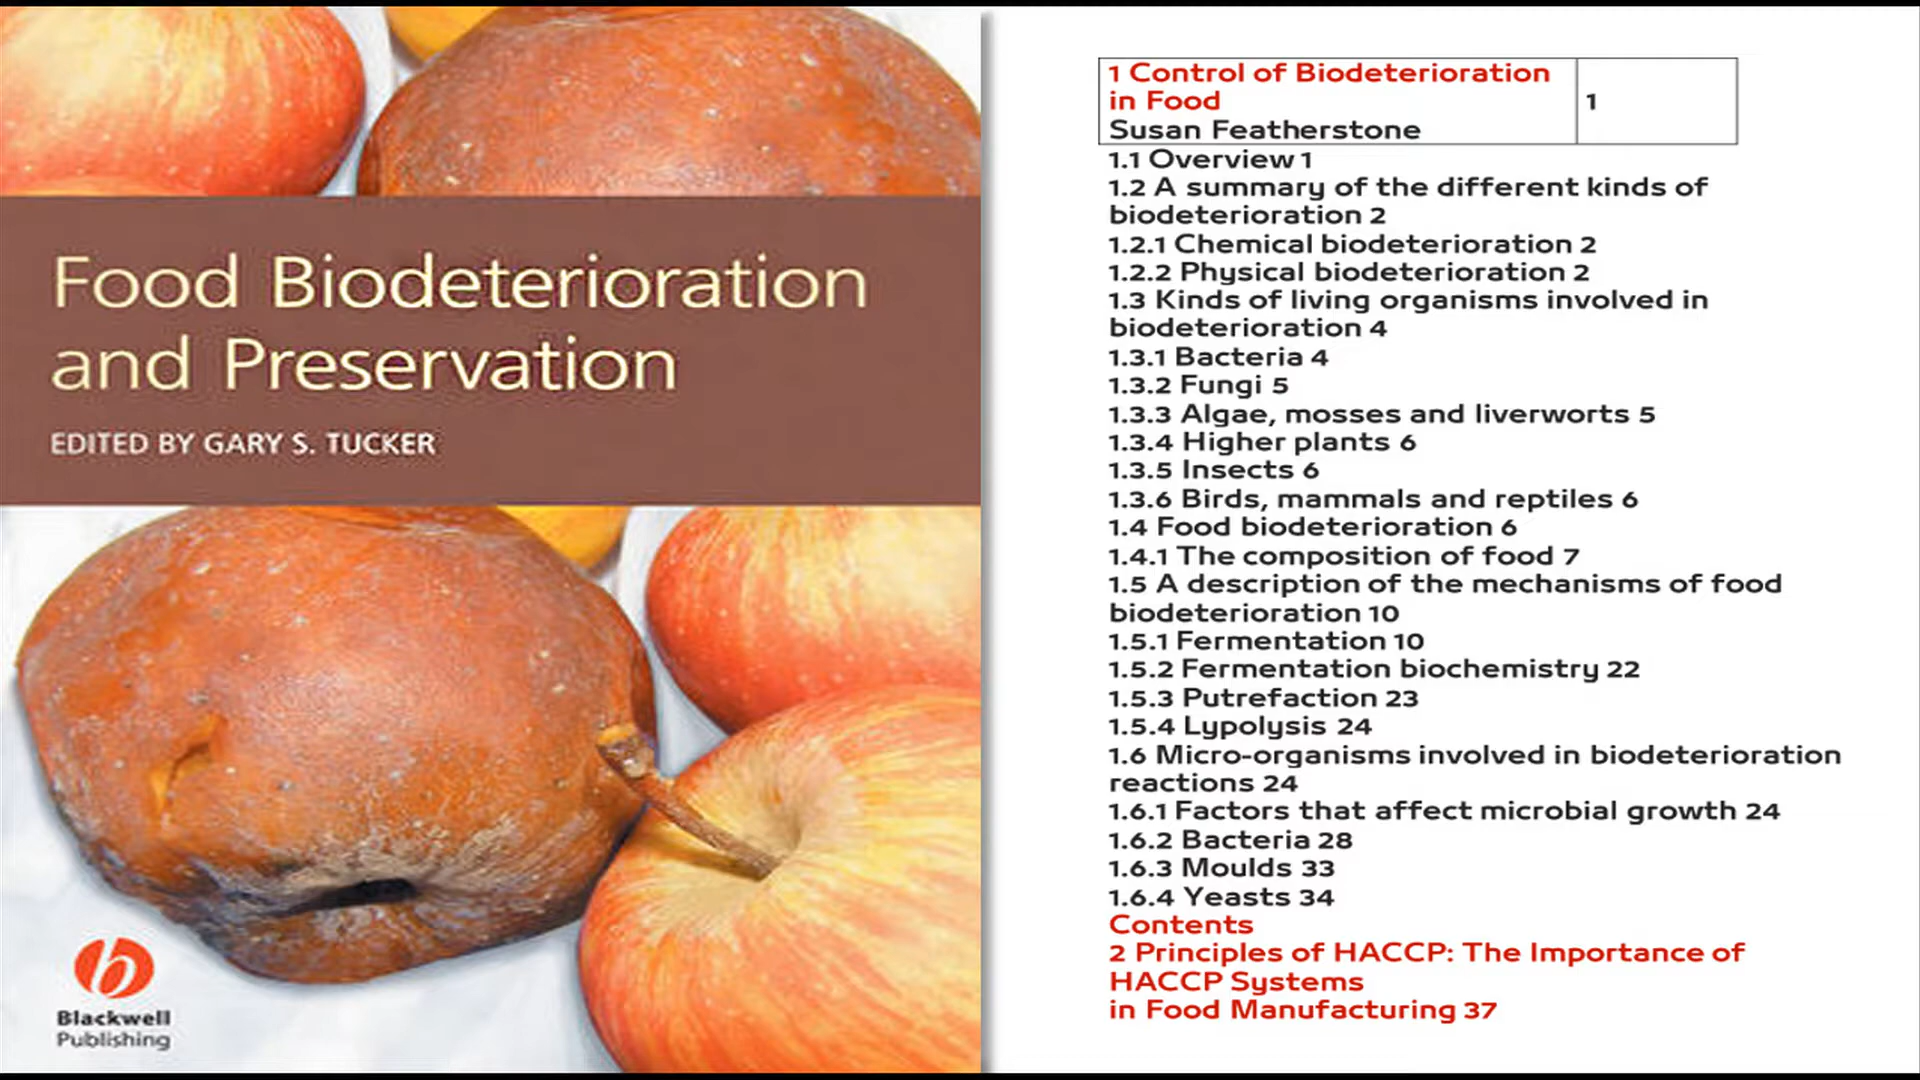 Food Biodeterioration
and Preservation
EDITED BY GARY S. TUCKER
b
Blackwell
Publishing
1 Control of Biodeterioration
in Food
Susan Featherstone
1
1.1 Overview 1
1.2 A summary of the different kinds of
biodeterioration 2
1.2.1 Chemical biodeterioration 2
1.2.2 Physical biodeterioration 2
1.3 Kinds of living organisms involved in
biodeterioration 4
1.3.1 Bacteria 4
1.3.2 Fungi 5
1.3.3 Algae, mosses and liverworts 5
1.3.4 Higher plants 6
1.3.5 Insects 6
1.3.6 Birds, mammals and reptiles 6
1.4 Food biodeterioration 6
1.4.1 The composition of food 7
1.5 A description of the mechanisms of food
biodeterioration 10
1.5.1 Fermentation 10
1.5.2 Fermentation biochemistry 22
1.5.3 Putrefaction 23
1.5.4 Lypolysis 24
1.6 Micro-organisms involved in biodeterioration
reactions 24
1.6.1 Factors that affect microbial growth 24
1.6.2 Bacteria 28
1.6.3 Moulds 33
1.6.4 Yeasts 34
Contents
2 Principles of HACCP: The Importance of
HACCP Systems
in Food Manufacturing 37